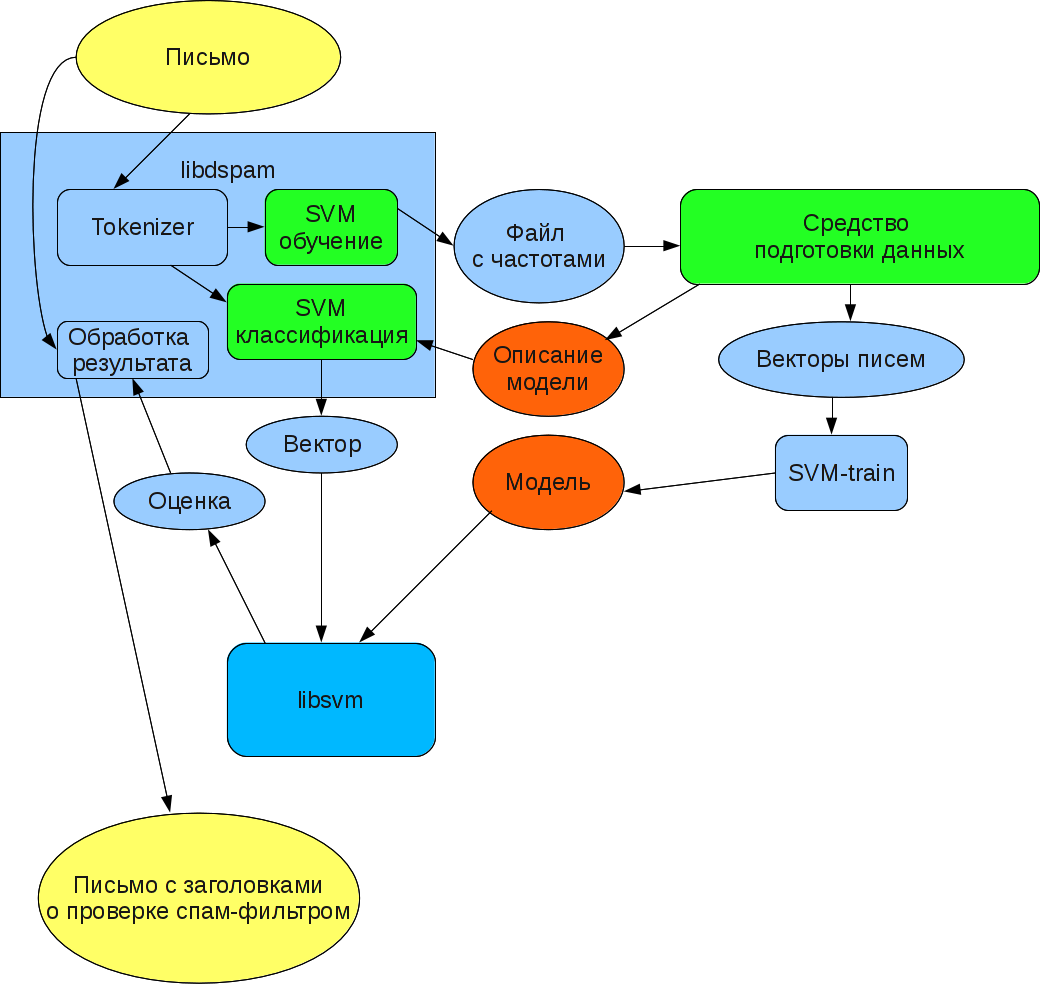 Письмо
libdspam
Tokenizer
SVM
обучение
Файл
с частотами
Средство
подготовки данных
SVM
классификация
Обработка
результата
Описание
модели
Векторы писем
Вектор
Модель
SVM-train
Оценка
libsvm
Письмо с заголовками
о проверке спам-фильтром